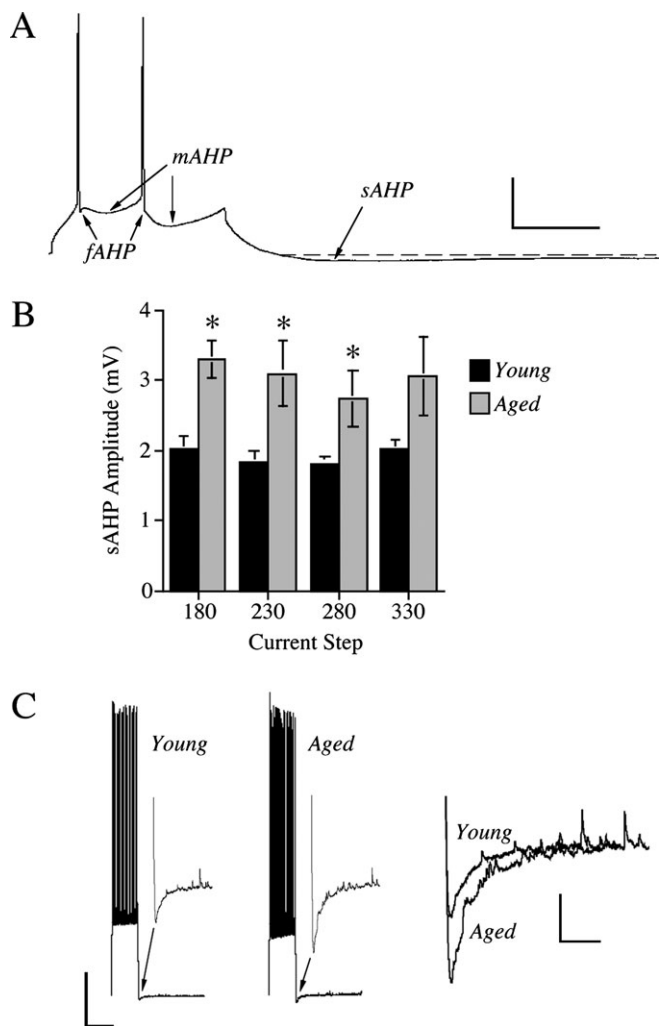 A
mAHP
sAHP
fAHP
B
4
3
2
1
0
sAHP Amplitude (mV)
* * *
Young
Aged
180 230 280 330
Current Step
C
Young
Aged
Young
Aged